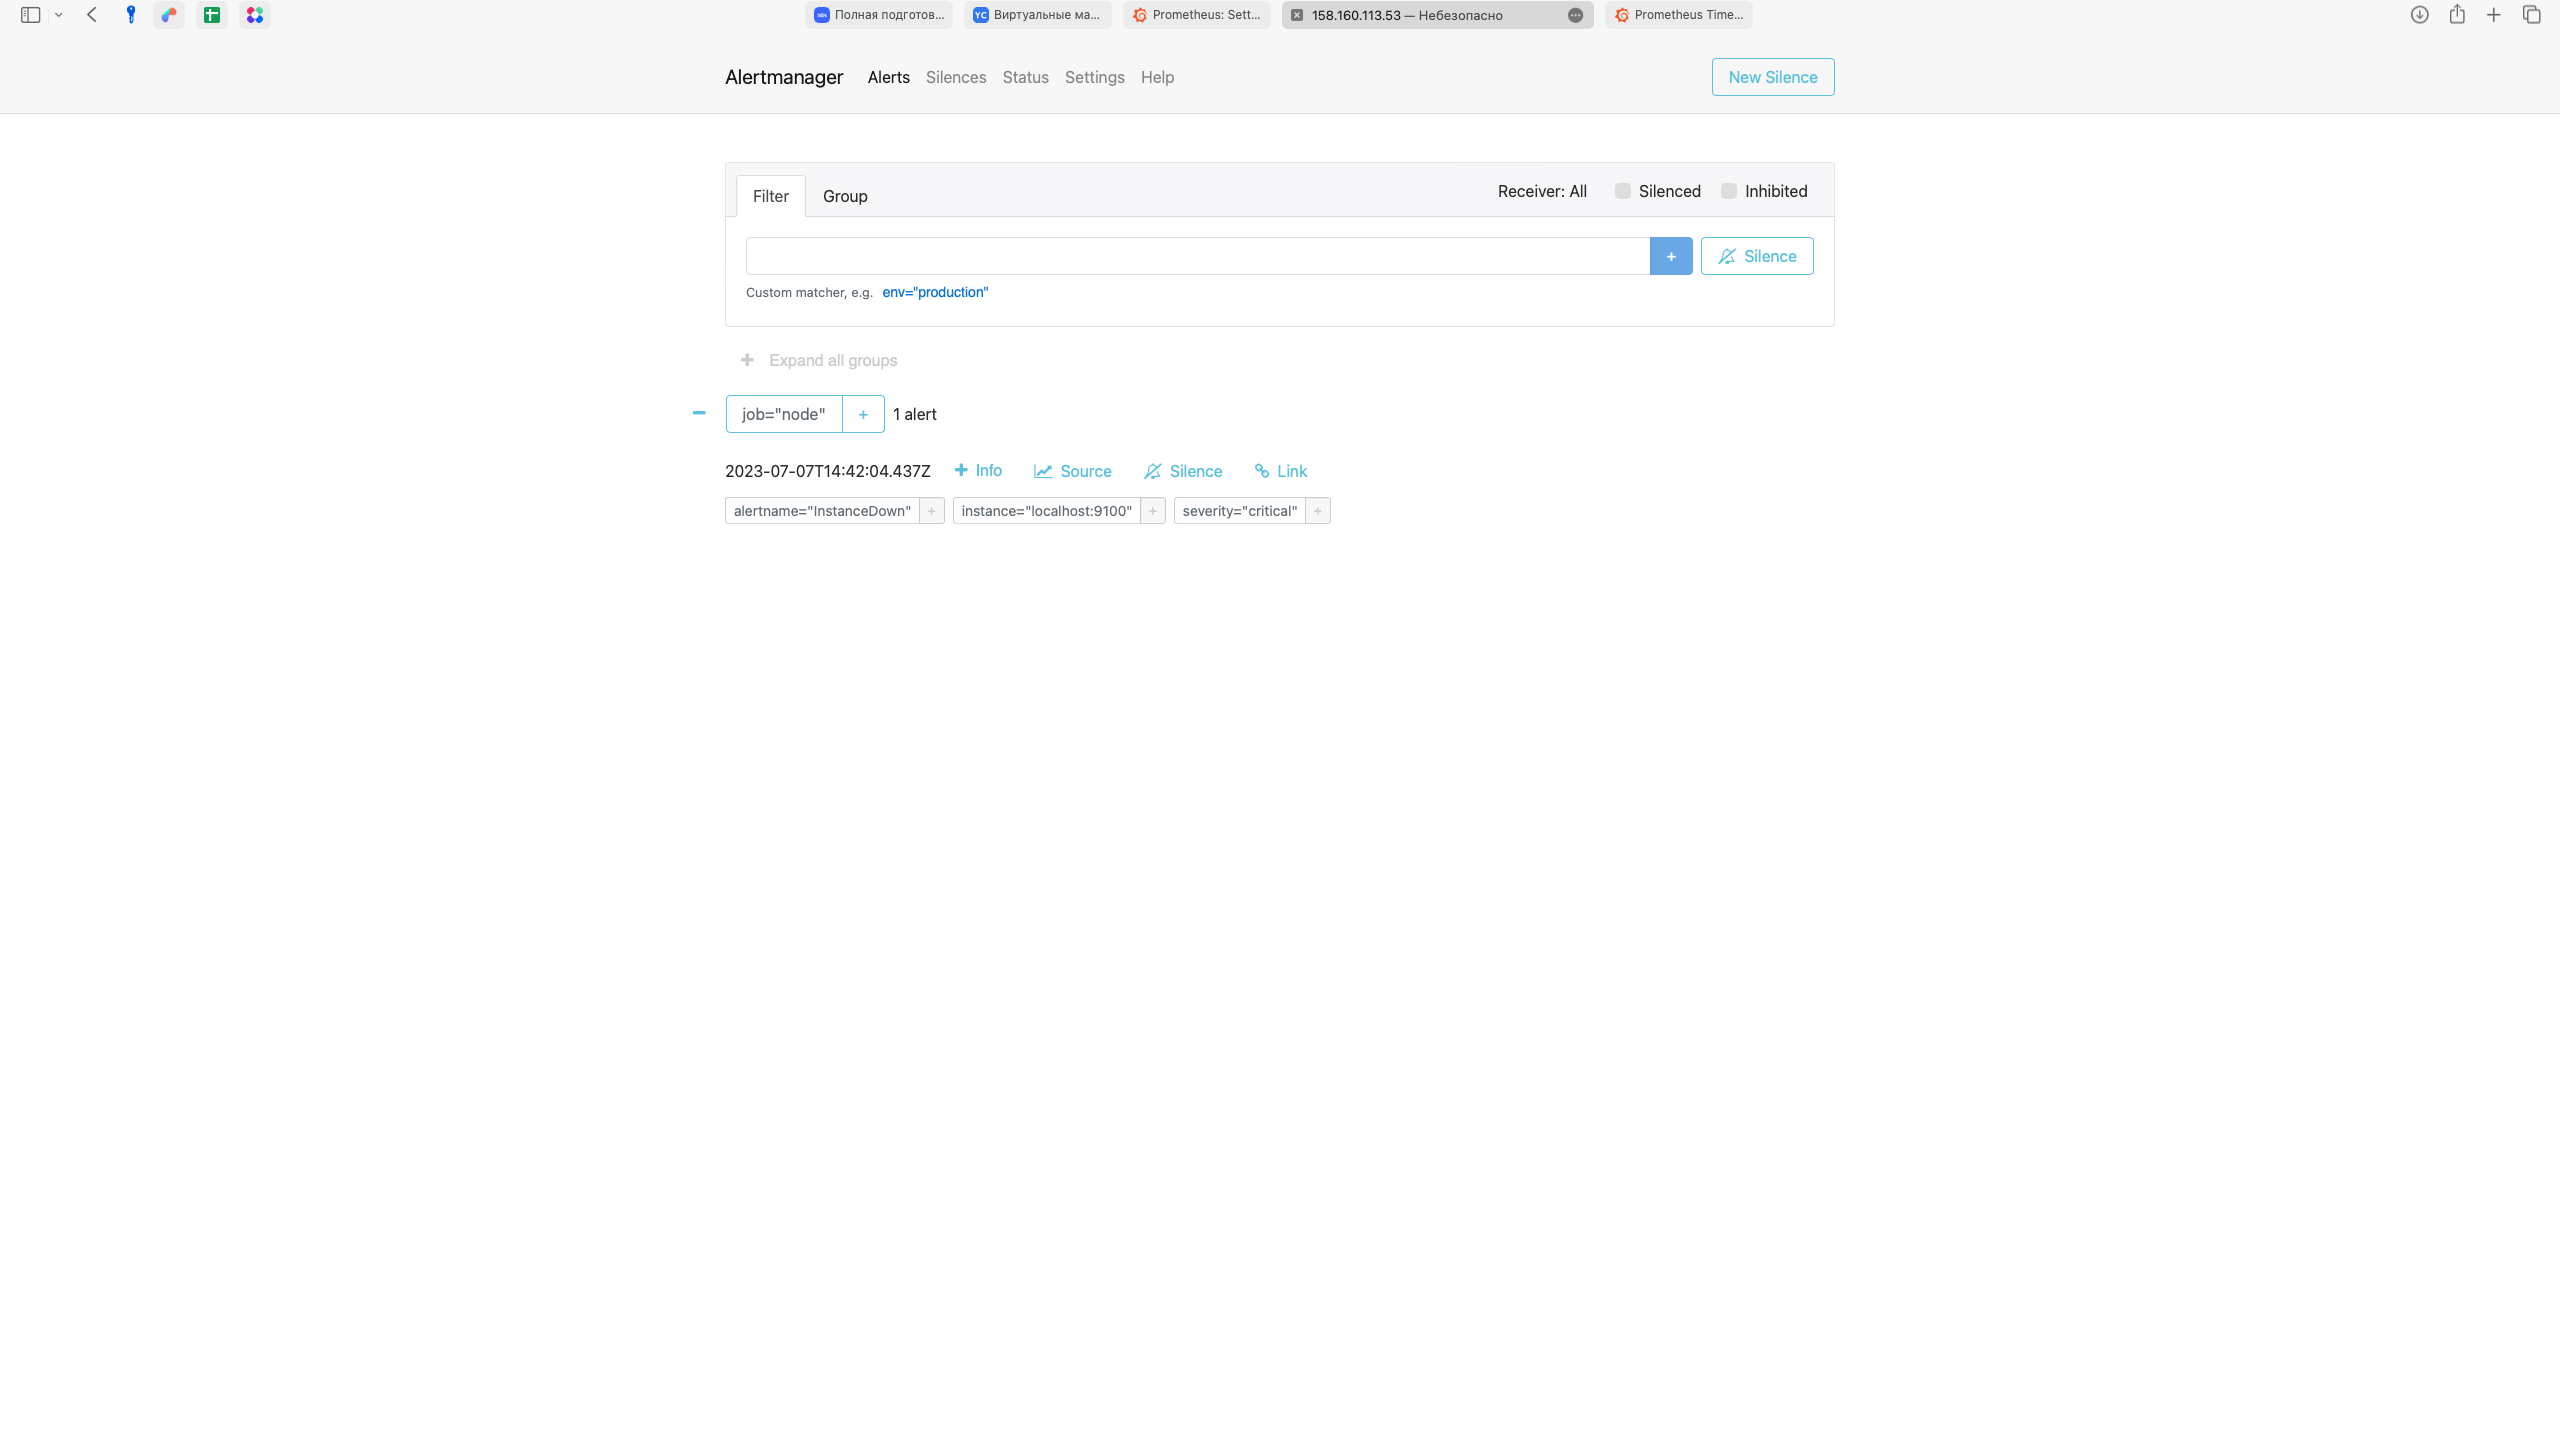 Полная подготов...
YC Виртуальные ма...
Prometheus: Sett...
158.160.113.53 — Небезопасно
Prometheus Time...
Alertmanager Alerts Silences Status Settings Help New Silence
Filter Group Receiver: All Silenced Inhibited
+ Silence
Custom matcher, e.g. env="production"
+ Expand all groups
job="node" + 1 alert
2023-07-07T14:42:04.437Z + Info Source Silence Link
alertname="InstanceDown" + instance="localhost:9100" + severity="critical" +